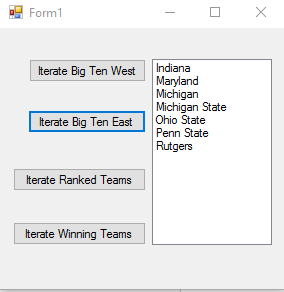 Form1
Iterate Big Ten West
Iterate Big Ten East
Iterate Ranked Teams
Iterate Winning Teams
Indiana
Maryland
Michigan
Michigan State
Ohio State
Penn State
Rutgers